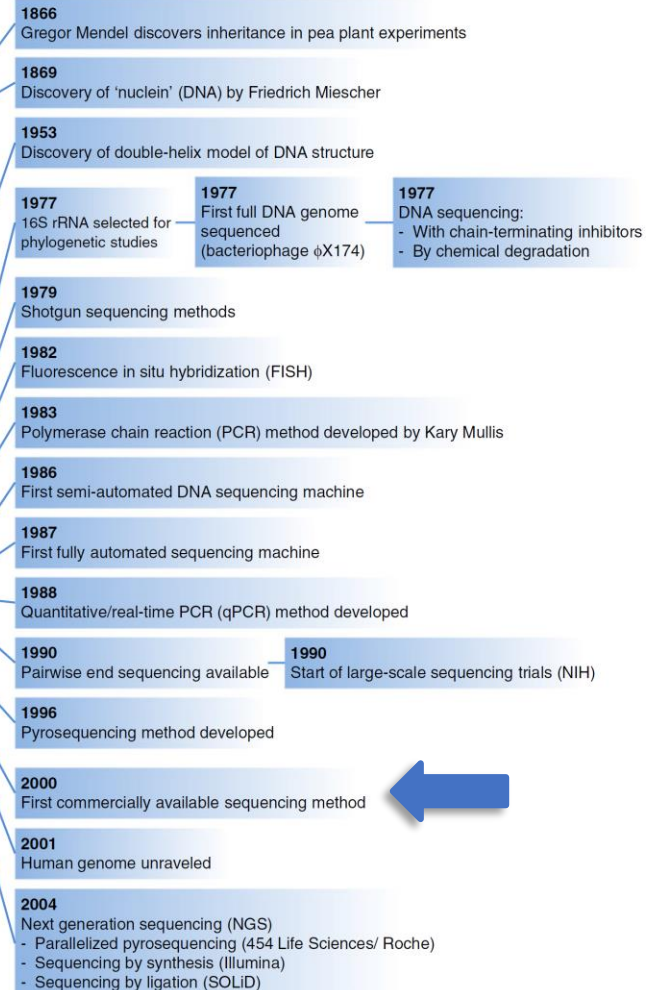 1866
Gregor Mendel discovers inheritance in pea plant experiments
1869
Discovery of ‘nuclein’ (DNA) by Friedrich Miescher
1953
Discovery of double-helix model of DNA structure
1977
16S rRNA selected for
phylogenetic studies
1977
First full DNA genome
sequenced
(bacteriophage ϕX174)
1977
DNA sequencing:
- With chain-terminating inhibitors
- By chemical degradation
1979
Shotgun sequencing methods
1982
Fluorescence in situ hybridization (FISH)
1983
Polymerase chain reaction (PCR) method developed by Kary Mullis
1986
First semi-automated DNA sequencing machine
1987
First fully automated sequencing machine
1988
Quantitative/real-time PCR (qPCR) method developed
1990
Pairwise end sequencing available
1990
Start of large-scale sequencing trials (NIH)
1996
Pyrosequencing method developed
2000
First commercially available sequencing method
2001
Human genome unraveled
2004
Next generation sequencing (NGS)
- Parallelized pyrosequencing (454 Life Sciences/ Roche)
- Sequencing by synthesis (Illumina)
- Sequencing by ligation (SOLiD)